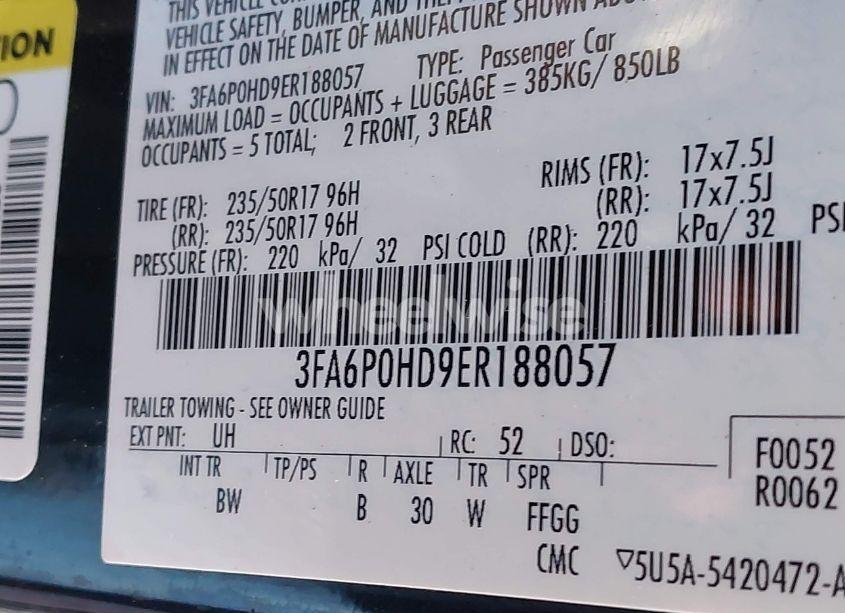 THIS VEHICLE
VEHICLE SAFETY, BUMPER, AND
IN EFFECT ON THE DATE OF MANUFACTURE SHOWN
VIN: 3FA6P0HD9ER188057 TYPE: Passenger Car
MAXIMUM LOAD = OCCUPANTS + LUGGAGE = 385KG/ 850LB
OCCUPANTS = 5 TOTAL; 2 FRONT, 3 REAR
TIRE (FR): 235/50R17 96H RIMS (FR): 17x7.5J
(RR): 235/50R17 96H (RR): 17x7.5J
PRESSURE (FR): 220 kPa/ 32 PSI COLD (RR): 220 kPa/ 32 PSI
wheelwise
3FA6P0HD9ER188057
TRAILER TOWING - SEE OWNER GUIDE
EXT PNT: UH RC: 52 DSO:
INT TR TP/PS R AXLE TR SPR
BW B 30 W FFGG
F0052
R0062
CMC ▽5U5A-5420472-A